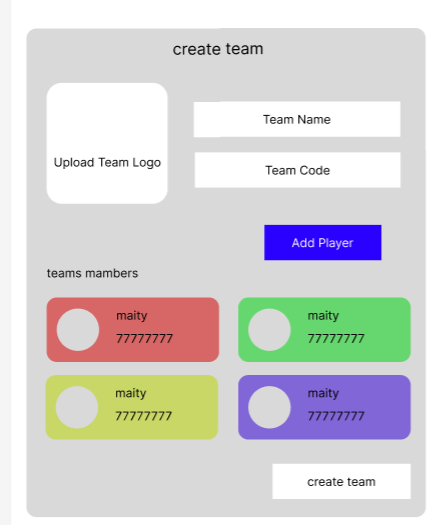 create team
Team Name
Upload Team Logo
Team Code
Add Player
teams mambers
maity
77777777
maity
77777777
maity
77777777
maity
77777777
create team